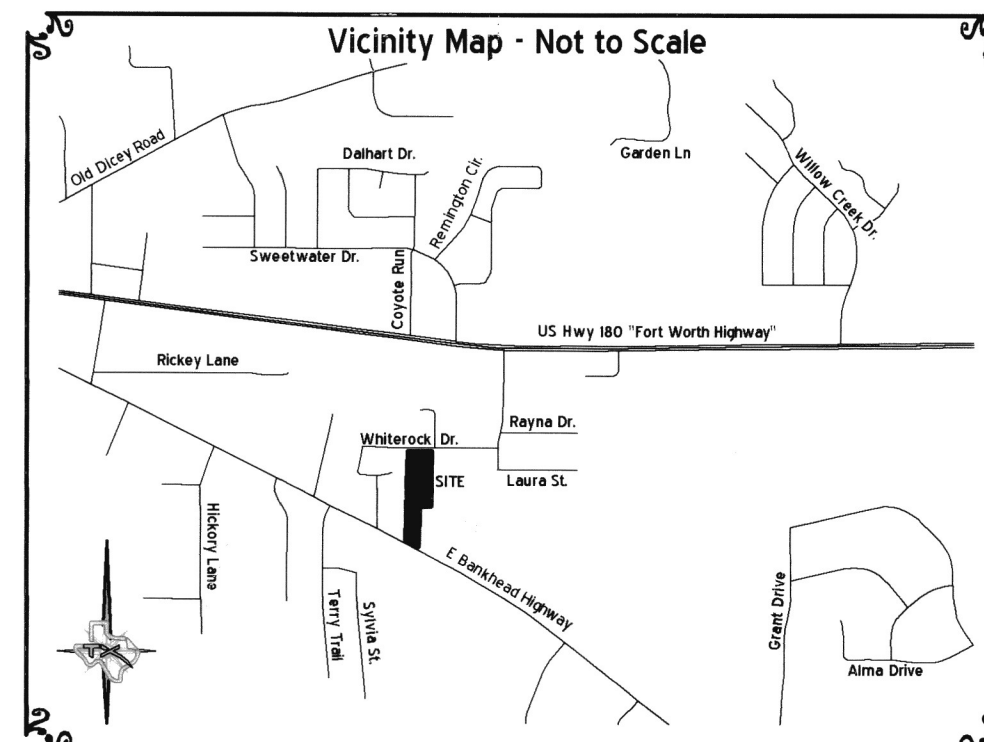 Vicinity Map - Not to Scale
Old Dicey Road
Dalhart Dr.
Remington Cir.
Garden Ln
Willow Creek Dr.
Sweetwater Dr.
Coyote Run
US Hwy 180 "Fort Worth Highway"
Rickey Lane
Rayna Dr.
Whiterock Dr.
SITE
Laura St.
Hickory Lane
E Bankhead Highway
Terry Trail
Sylvia St.
Grant Drive
Alma Drive
TX